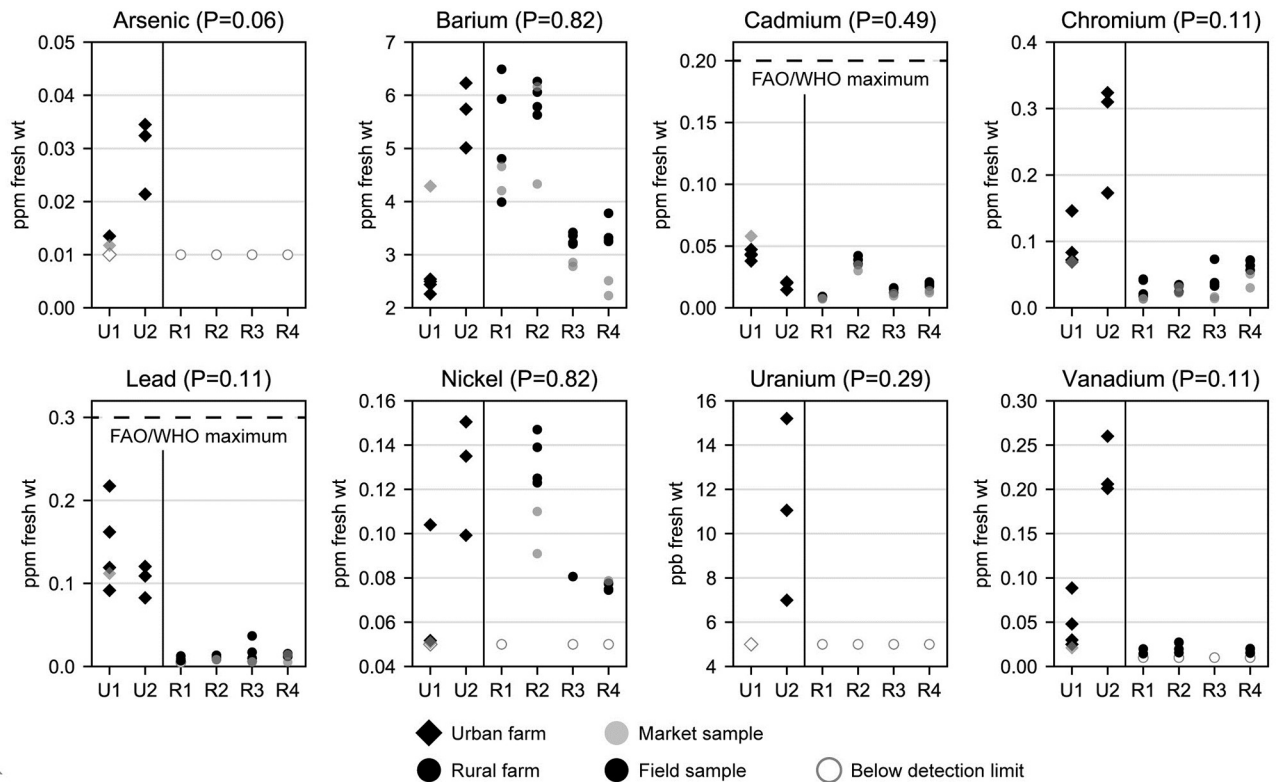 Arsenic (P=0.06)
ppm fresh wt
0.05
0.04
0.03
0.02
0.01
0.00
U1 U2 R1 R2 R3 R4
Barium (P=0.82)
ppm fresh wt
7
6
5
4
3
2
U1 U2 R1 R2 R3 R4
Cadmium (P=0.49)
ppm fresh wt
0.20
0.15
0.10
0.05
0.00
FAO/WHO maximum
U1 U2 R1 R2 R3 R4
Chromium (P=0.11)
ppm fresh wt
0.4
0.3
0.2
0.1
0.0
U1 U2 R1 R2 R3 R4
Lead (P=0.11)
ppm fresh wt
0.3
0.2
0.1
0.0
FAO/WHO maximum
U1 U2 R1 R2 R3 R4
Nickel (P=0.82)
ppm fresh wt
0.16
0.14
0.12
0.10
0.08
0.06
0.04
U1 U2 R1 R2 R3 R4
Uranium (P=0.29)
ppb fresh wt
16
14
12
10
8
6
4
U1 U2 R1 R2 R3 R4
Vanadium (P=0.11)
ppm fresh wt
0.30
0.25
0.20
0.15
0.10
0.05
0.00
U1 U2 R1 R2 R3 R4
Urban farm
Market sample
Rural farm
Field sample
Below detection limit